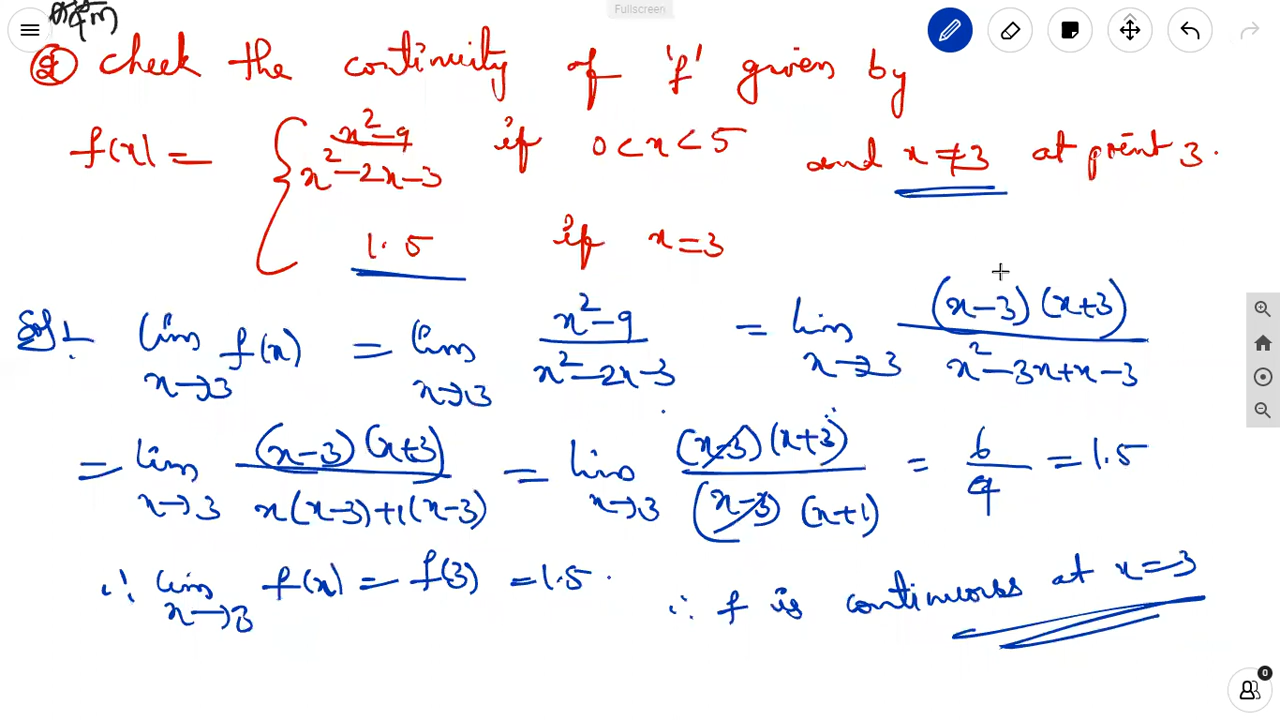 Fullscreen
② Check the continuity of 'f' given by
f(x) = { x²-9 / x²-2x-3 if 0<x<5 and x≠3 at point 3.
1.5 if x=3
Sol:- lim x→3 f(x) = lim x→3 x²-9 / x²-2x-3 = lim x→3 (x-3)(x+3) / x²-3x+x-3
= lim x→3 (x-3)(x+3) / x(x-3)+1(x-3) = lim x→3 (x-3)(x+3) / (x-3)(x+1) = 6/4 = 1.5
∴ lim x→3 f(x) = f(3) = 1.5. ∴ f is continuous at x=3
0